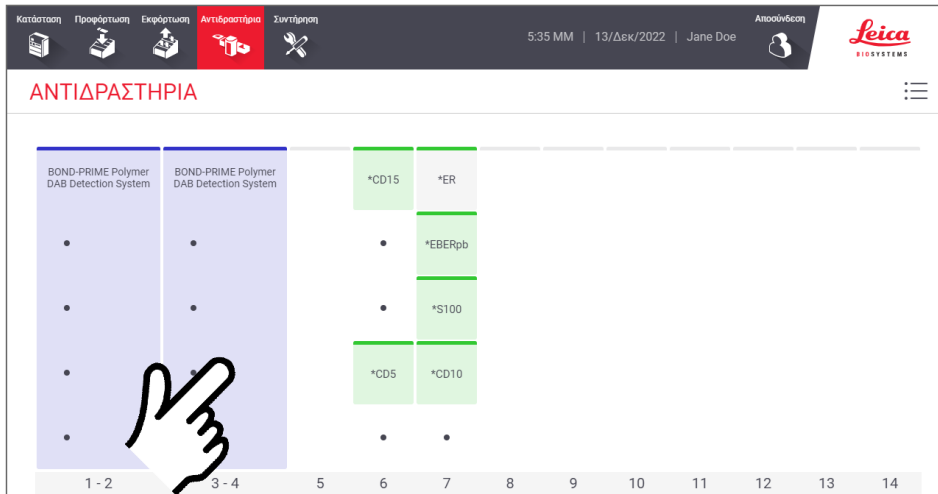 Κατάσταση Προφόρτωση Εκφόρτωση Αντιδραστήρια Συντήρηση
5:35 MM | 13/Δεκ/2022 | Jane Doe
Αποσύνδεση
Leica
BIOSYSTEMS
ΑΝΤΙΔΡΑΣΤΗΡΙΑ
BOND-PRIME Polymer
DAB Detection System
BOND-PRIME Polymer
DAB Detection System
*CD15 *ER
*EBERpb
*S100
*CD5 *CD10
1 - 2 3 - 4 5 6 7 8 9 10 11 12 13 14